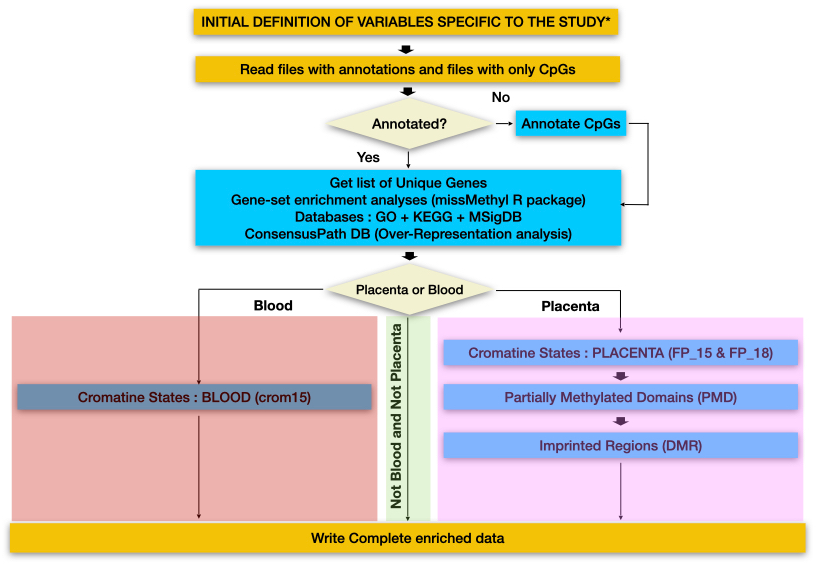 INITIAL DEFINITION OF VARIABLES SPECIFIC TO THE STUDY*
Read files with annotations and files with only CpGs
Annotated?
No
Annotate CpGs
Yes
Get list of Unique Genes
Gene-set enrichment analyses (missMethyl R package)
Databases : GO + KEGG + MSigDB
ConsensusPath DB (Over-Representation analysis)
Placenta or Blood
Blood
Not Blood and Not Placenta
Placenta
Cromatine States : BLOOD (crom15)
Cromatine States : PLACENTA (FP_15 & FP_18)
Partially Methylated Domains (PMD)
Imprinted Regions (DMR)
Write Complete enriched data